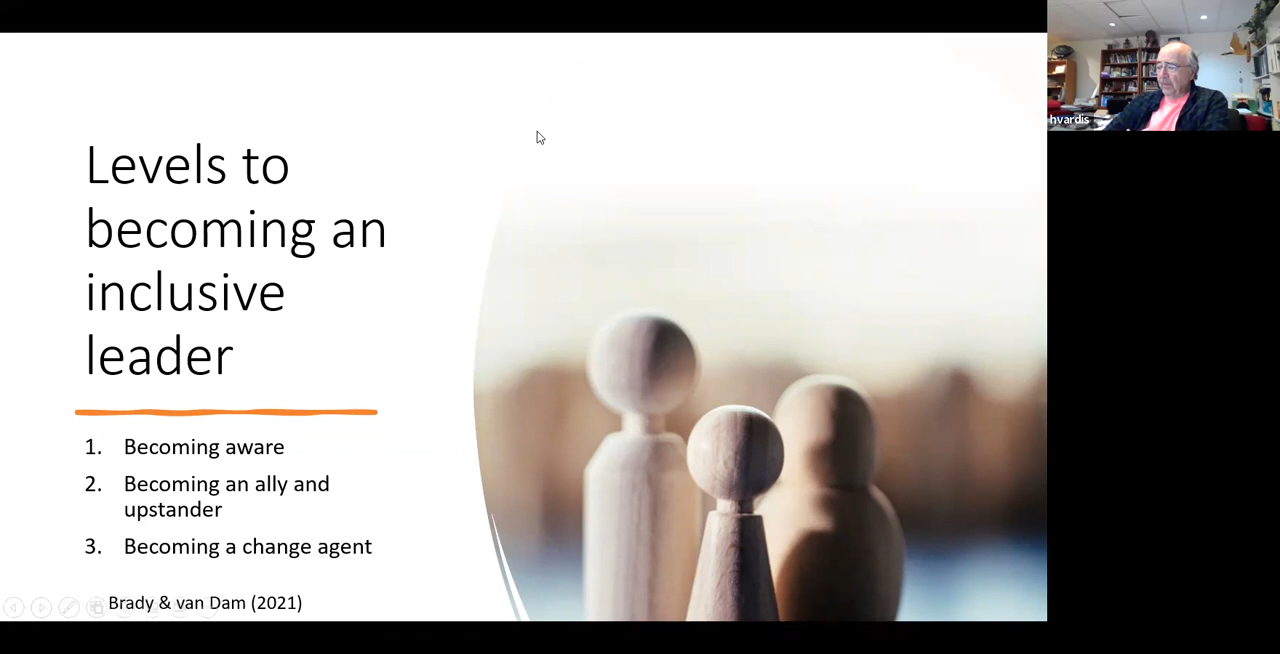 Levels to
becoming an
inclusive
leader
1. Becoming aware
2. Becoming an ally and
upstander
3. Becoming a change agent
Brady & van Dam (2021)
hvardis